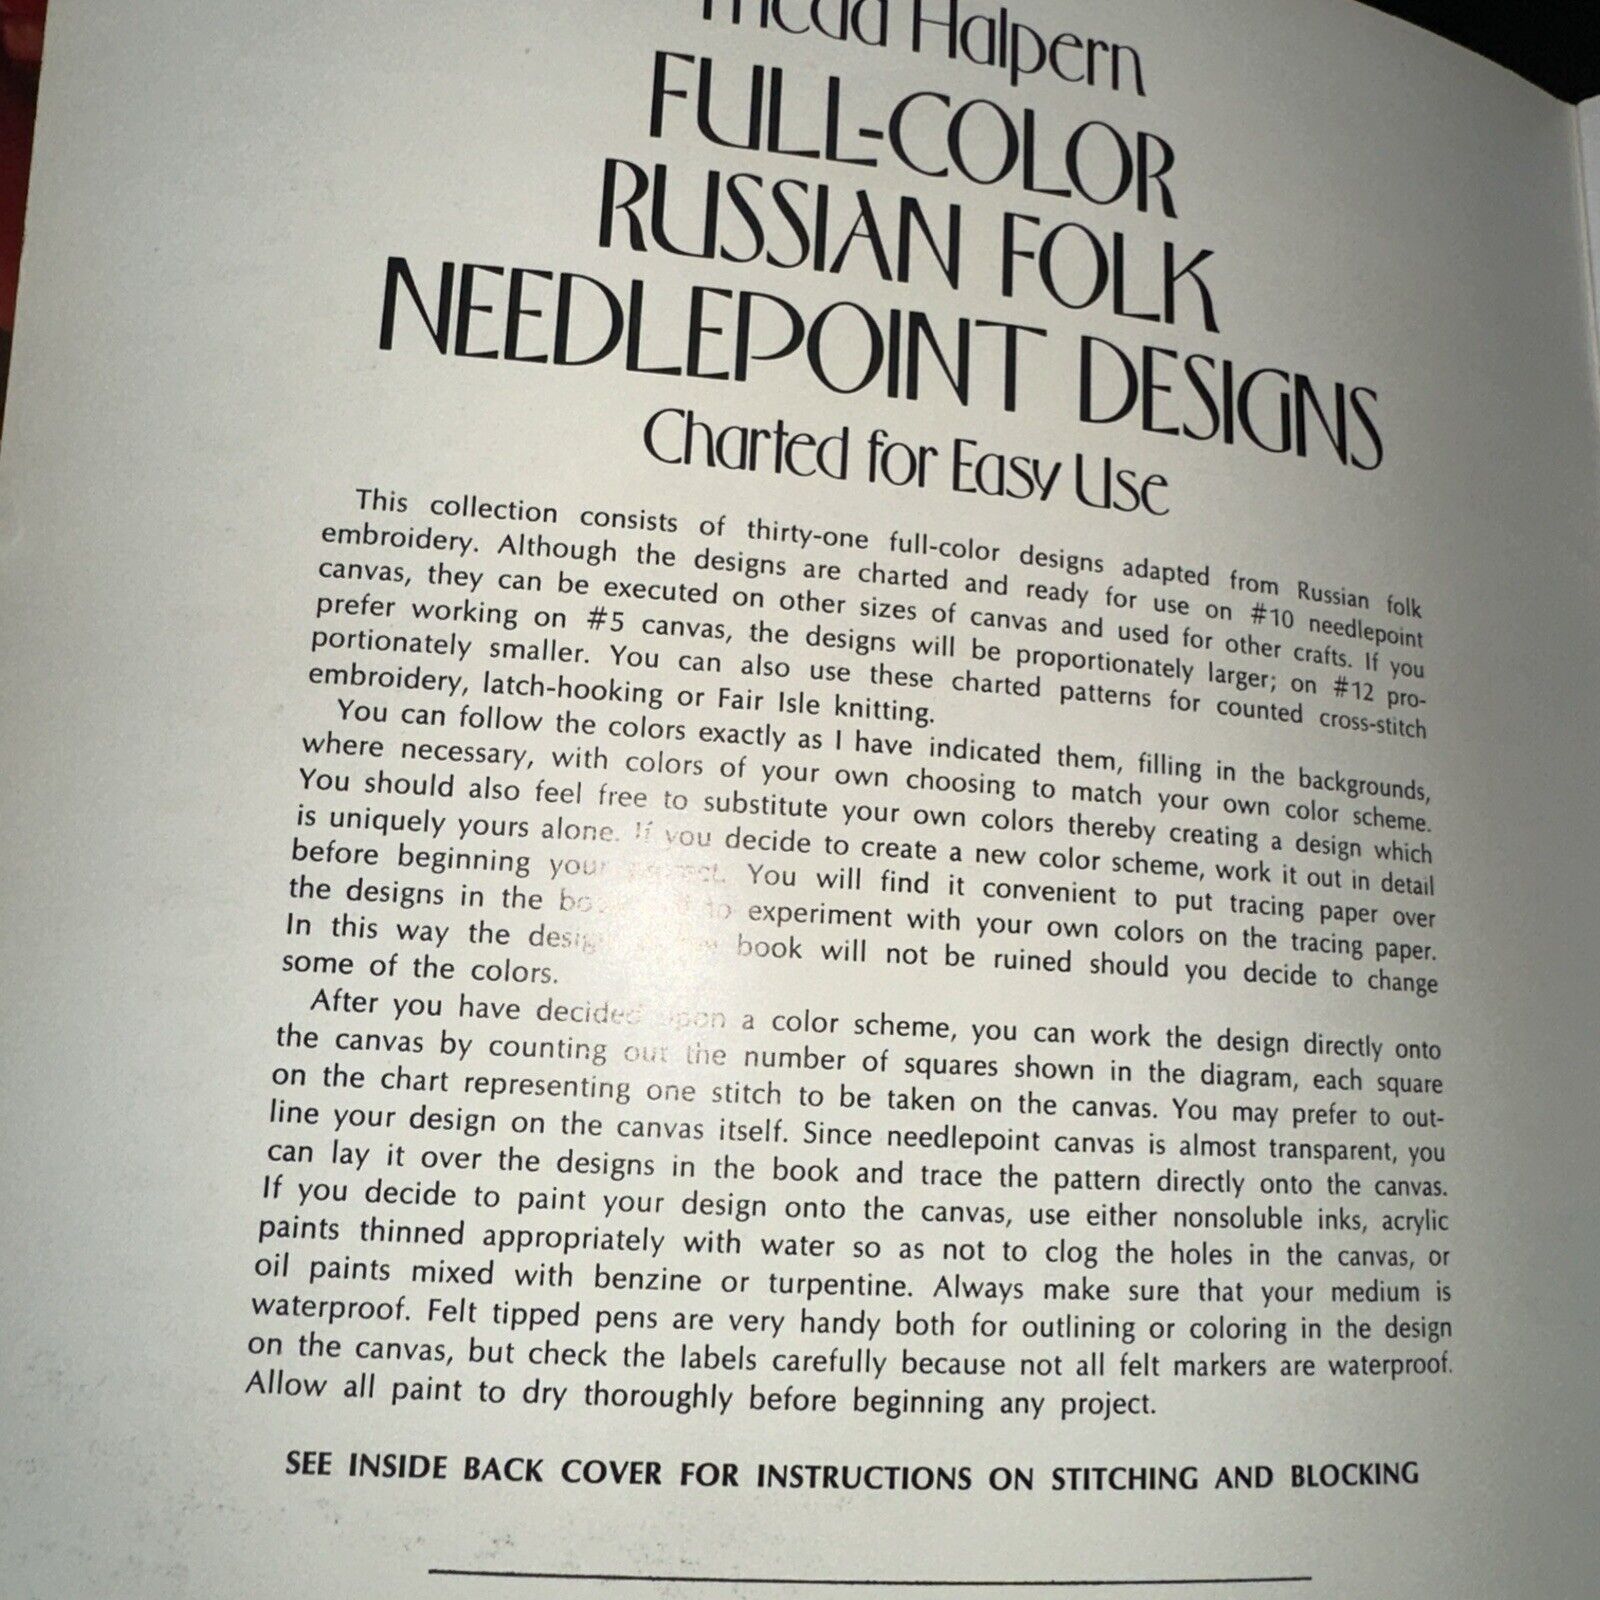 Halpern
FULL-COLOR
RUSSIAN FOLK
NEEDLEPOINT DESIGNS
Charted for Easy Use
This collection consists of thirty-one full-color designs adapted from Russian folk
embroidery. Although the designs are charted and ready for use on #10 needlepoint
canvas, they can be executed on other sizes of canvas and used for other crafts. If you
prefer working on #5 canvas, the designs will be proportionately larger; on #12 pro-
portionately smaller. You can also use these charted patterns for counted cross-stitch
embroidery, latch-hooking or Fair Isle knitting.
You can follow the colors exactly as I have indicated them, filling in the backgrounds,
where necessary, with colors of your own choosing to match your own color scheme.
You should also feel free to substitute your own colors thereby creating a design which
is uniquely yours alone. If you decide to create a new color scheme, work it out in detail
before beginning your You will find it convenient to put tracing paper over
the designs in the experiment with your own colors on the tracing paper.
In this way the book will not be ruined should you decide to change
some of the colors.
After you have decided upon a color scheme, you can work the design directly onto
the canvas by counting out the number of squares shown in the diagram, each square
on the chart representing one stitch to be taken on the canvas. You may prefer to out-
line your design on the canvas itself. Since needlepoint canvas is almost transparent, you
can lay it over the designs in the book and trace the pattern directly onto the canvas.
If you decide to paint your design onto the canvas, use either nonsoluble inks, acrylic
paints thinned appropriately with water so as not to clog the holes in the canvas, or
oil paints mixed with benzine or turpentine. Always make sure that your medium is
waterproof. Felt tipped pens are very handy both for outlining or coloring in the design
on the canvas, but check the labels carefully because not all felt markers are waterproof.
Allow all paint to dry thoroughly before beginning any project.
SEE INSIDE BACK COVER FOR INSTRUCTIONS ON STITCHING AND BLOCKING